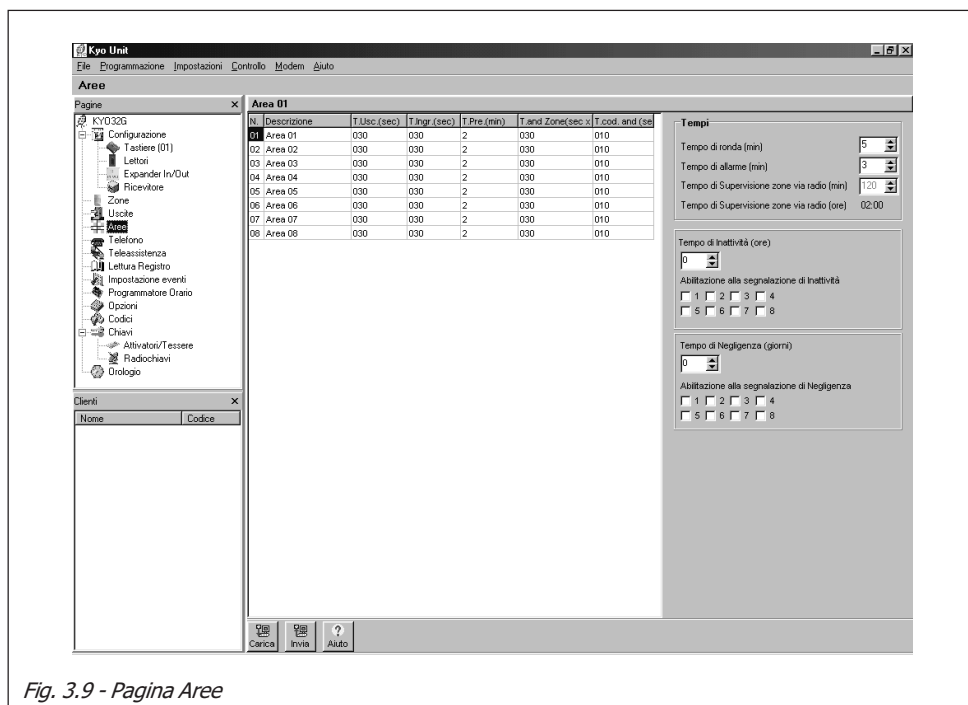 Kyo Unit
File Programmazione Impostazioni Controllo Modem Aiuto
Aree
Pagine
KYO32G
Configurazione
Tastiere (01)
Lettori
Expander In/Out
Ricevitore
Zone
Uscite
Aree
Telefono
Teleassistenza
Lettura Registro
Impostazione eventi
Programmatore Orario
Opzioni
Codici
Chiavi
Attivatori/Tessere
Radiochiavi
Orologio
Clienti
Nome Codice
Area 01
N. Descrizione T.Usc.(sec) T.Ingr.(sec) T.Pre.(min) T.and Zone(sec x T.cod. and (se
01 Area 01 030 030 2 030 010
02 Area 02 030 030 2 030 010
03 Area 03 030 030 2 030 010
04 Area 04 030 030 2 030 010
05 Area 05 030 030 2 030 010
06 Area 06 030 030 2 030 010
07 Area 07 030 030 2 030 010
08 Area 08 030 030 2 030 010
Tempi
Tempo di ronda (min) 5
Tempo di allarme (min) 3
Tempo di Supervisione zone via radio (min) 120
Tempo di Supervisione zone via radio (ore) 02:00
Tempo di Inattività (ore)
0
Abilitazione alla segnalazione di Inattività
1 2 3 4
5 6 7 8
Tempo di Negligenza (giorni)
0
Abilitazione alla segnalazione di Negligenza
1 2 3 4
5 6 7 8
Carica Invia Aiuto
Fig. 3.9 - Pagina Aree